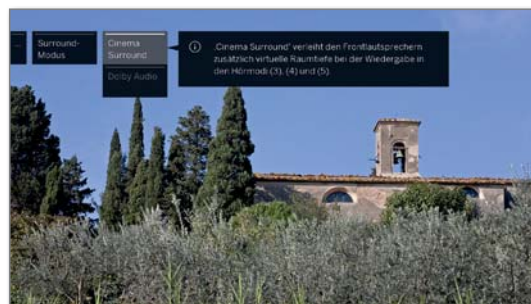 ...
Surround-
Modus
Cinema
Surround
Dolby Audio
„Cinema Surround' verleiht den Frontlautsprechern
zusätzlich virtuelle Raumtiefe bei der Wiedergabe in
den Hörmodi (3), (4) und (5).